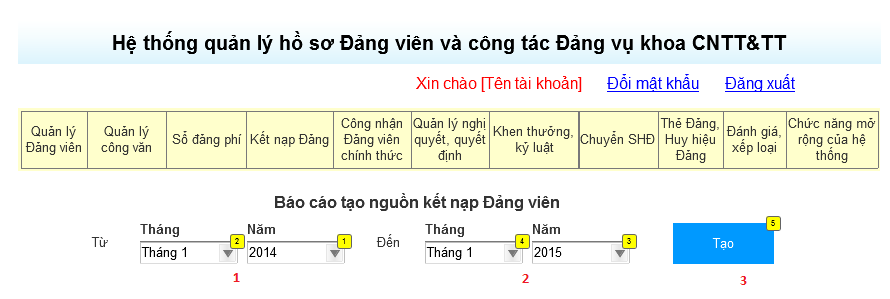 Hệ thống quản lý hồ sơ Đảng viên và công tác Đảng vụ khoa CNTT&TT
Xin chào [Tên tài khoản] Đổi mật khẩu Đăng xuất
Quản lý Đảng viên
Quản lý công văn
Sổ đảng phí
Kết nạp Đảng
Công nhận Đảng viên chính thức
Quản lý nghị quyết, quyết định
Khen thưởng, kỷ luật
Chuyển SHĐ
Thẻ Đảng, Huy hiệu Đảng
Đánh giá, xếp loại
Chức năng mở rộng của hệ thống
Báo cáo tạo nguồn kết nạp Đảng viên
Tháng Năm Tháng Năm 5
2 1 4 3
Từ Tháng 1 2014 Đến Tháng 1 2015 Tạo
1 2 3